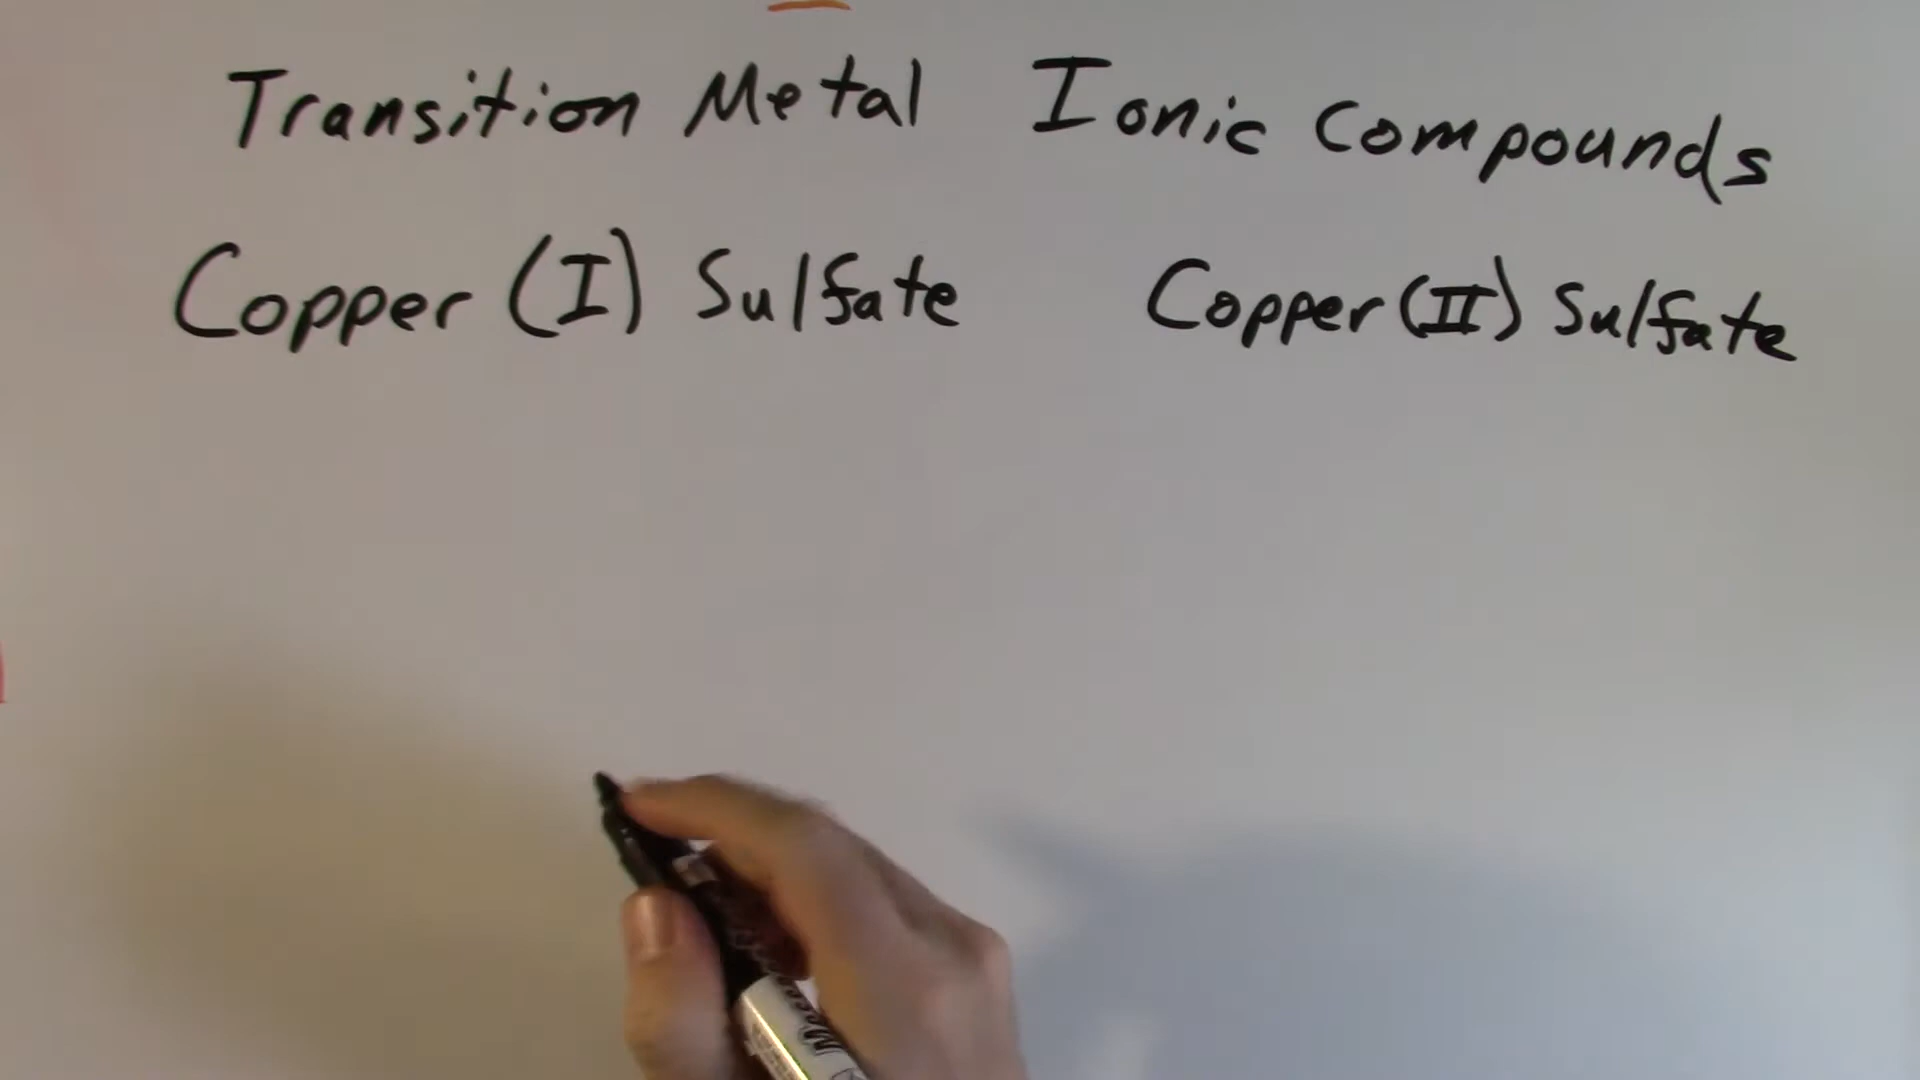 Transition Metal Ionic Compounds
Copper (I) Sulfate Copper (II) Sulfate